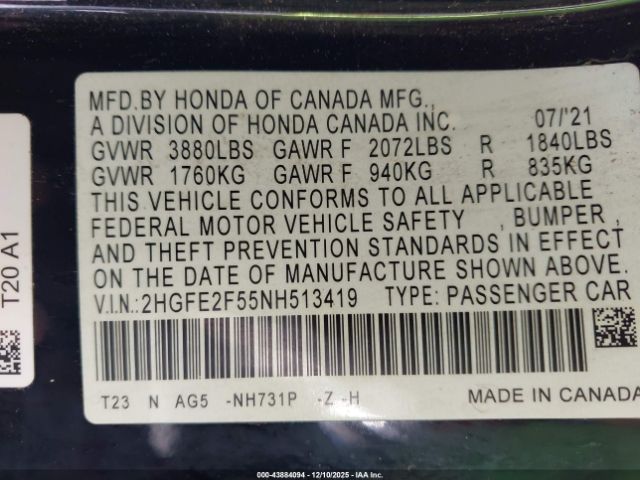 MFD.BY HONDA OF CANADA MFG.,
A DIVISION OF HONDA CANADA INC. 07/'21
GVWR 3880LBS GAWR F 2072LBS R 1840LBS
GVWR 1760KG GAWR F 940KG R 835KG
THIS VEHICLE CONFORMS TO ALL APPLICABLE
FEDERAL MOTOR VEHICLE SAFETY , BUMPER ,
AND THEFT PREVENTION STANDARDS IN EFFECT
ON THE DATE OF MANUFACTURE SHOWN ABOVE.
V.I.N.:2HGFE2F55NH513419 TYPE: PASSENGER CAR
T23 N AG5 -NH731P -Z -H MADE IN CANADA
T20 A1
000-43884094 - 12/10/2025 - IAA Inc.